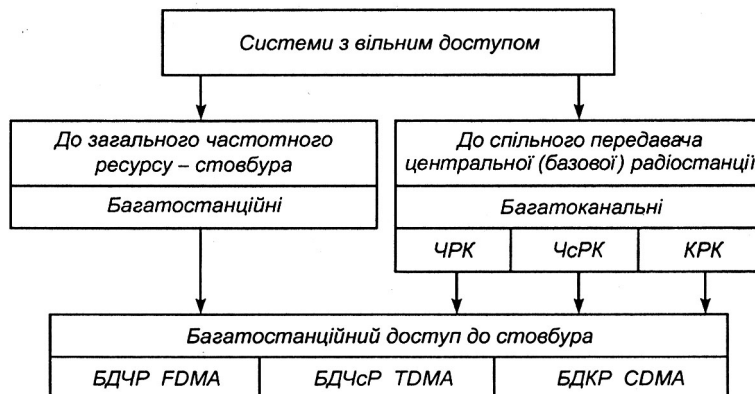 Системи з вільним доступом
До загального частотного
ресурсу – стовбура
Багатостанційні
До спільного передавача
центральної (базової) радіостанції
Багатоканальні
ЧРК ЧсРК КРК
Багатостанційний доступ до стовбура
БДЧР FDMA БДЧсР TDMA БДКР CDMA